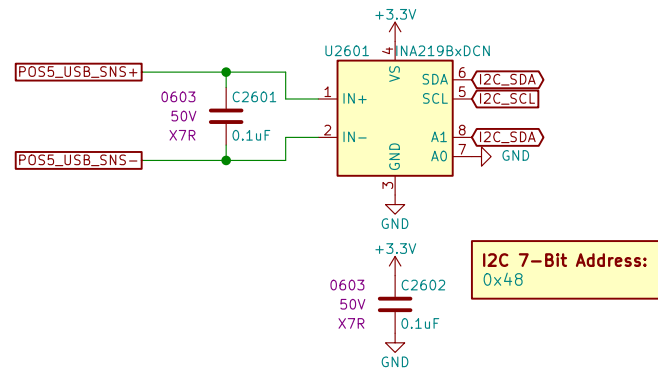 +3.3V
U2601 INA219BxDCN
4
VS
POS5_USB_SNS+
SDA 6 I2C_SDA
0603 C2601
1 IN+
SCL 5 I2C_SCL
50V
X7R 0.1uF
2 IN-
A1 8 I2C_SDA
POS5_USB_SNS-
GND
A0 7 GND
3
GND
+3.3V
I2C 7-Bit Address:
0x48
0603 C2602
50V
X7R 0.1uF
GND